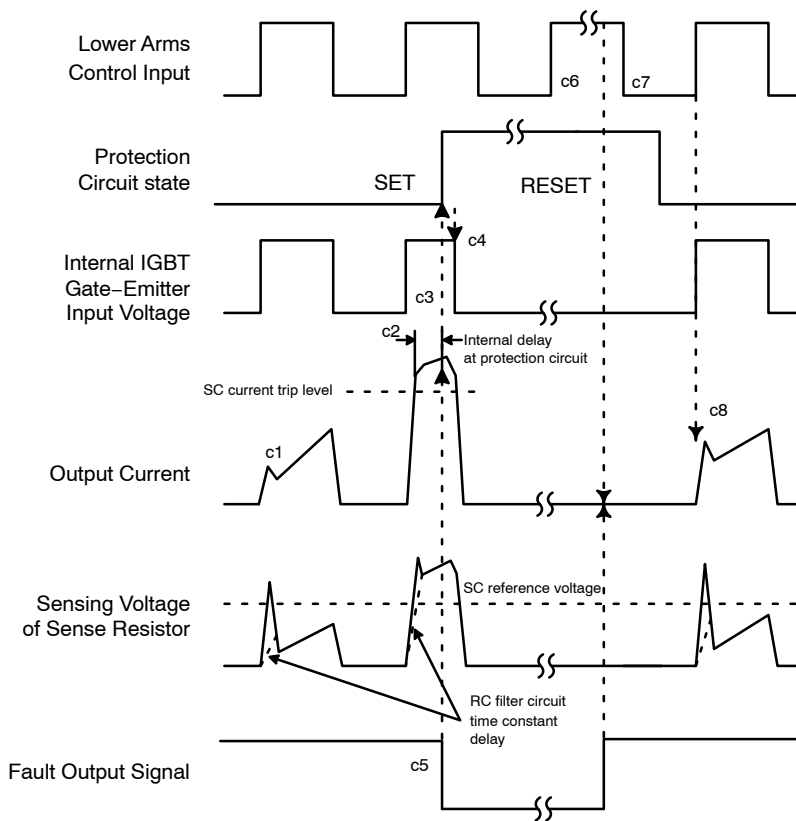 Lower Arms
Control Input
c6
c7
Protection
Circuit state
SET
RESET
c4
Internal IGBT
Gate−Emitter
Input Voltage
c3
c2
Internal delay
at protection circuit
SC current trip level
c8
c1
Output Current
SC reference voltage
Sensing Voltage
of Sense Resistor
RC filter circuit
time constant
delay
Fault Output Signal
c5